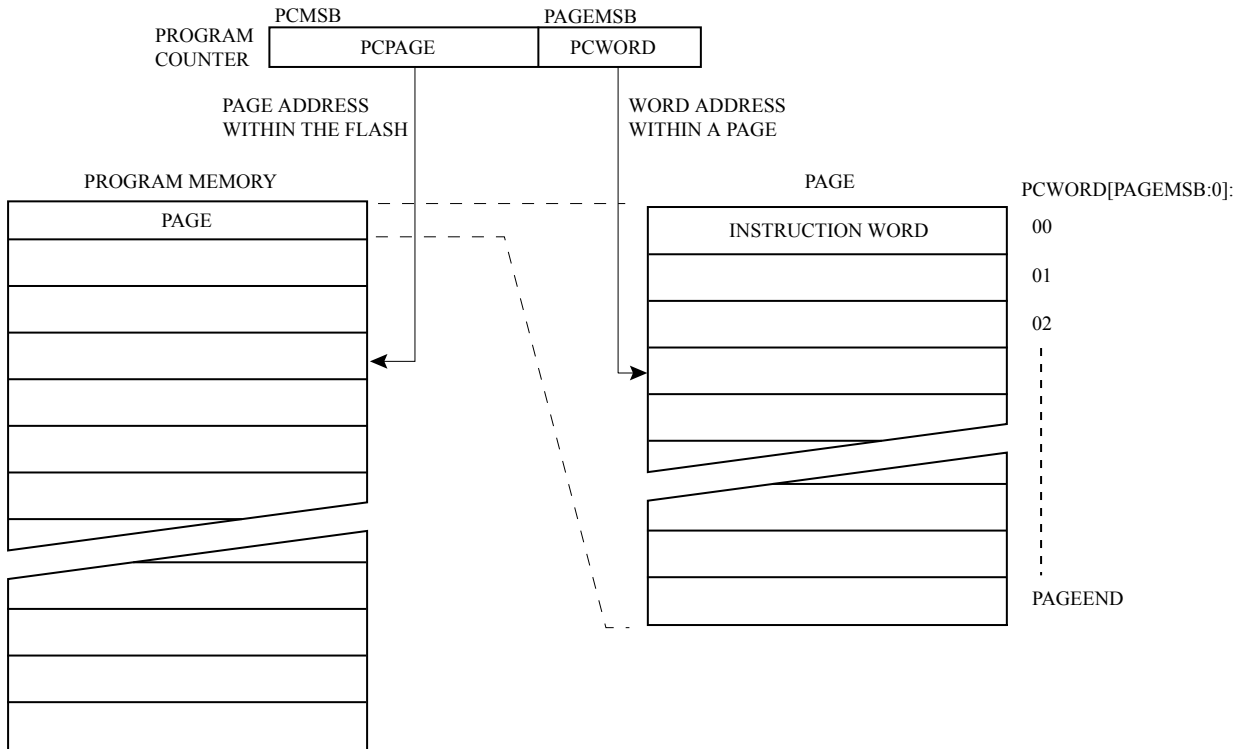 PCMSB
PAGEMSB
PROGRAM
COUNTER
PCPAGE
PCWORD
PAGE ADDRESS
WITHIN THE FLASH
WORD ADDRESS
WITHIN A PAGE
PROGRAM MEMORY
PAGE
PAGE
PCWORD[PAGEMSB:0]:
INSTRUCTION WORD
00
01
02
PAGEEND